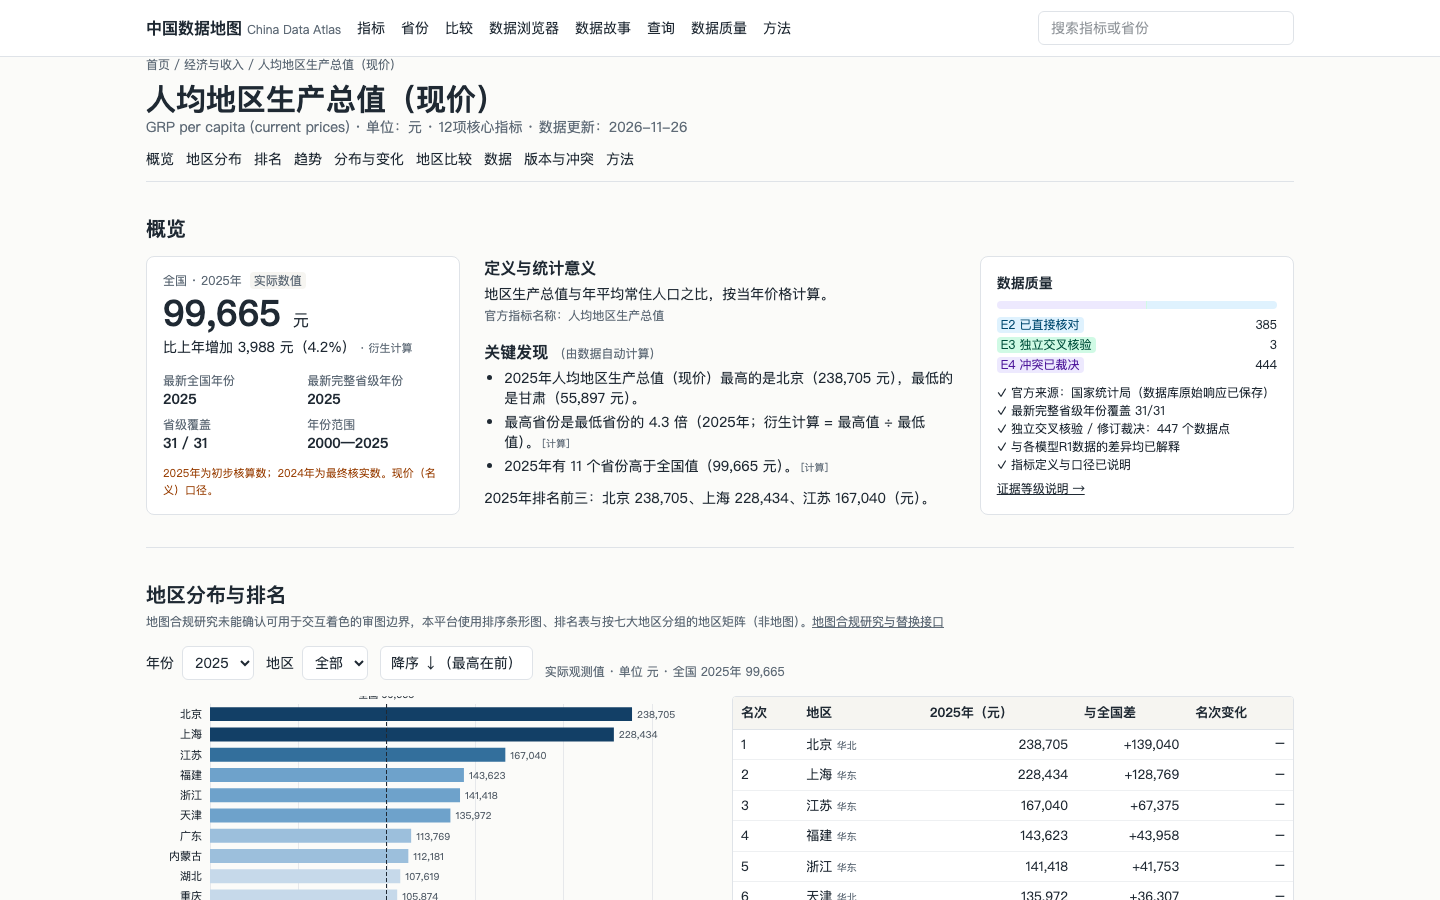 中国数据地图 China Data Atlas 指标 省份 比较 数据浏览器 数据故事 查询 数据质量 方法 搜索指标或省份
首页 / 经济与收入 / 人均地区生产总值（现价）
人均地区生产总值（现价）
GRP per capita (current prices) · 单位：元 · 12项核心指标 · 数据更新：2026-11-26
概览 地区分布 排名 趋势 分布与变化 地区比较 数据 版本与冲突 方法
概览
全国 · 2025年 实际数值
99,665 元
比上年增加 3,988 元（4.2%） · 衍生计算
最新全国年份 最新完整省级年份
2025 2025
省级覆盖 年份范围
31 / 31 2000—2025
2025年为初步核算数；2024年为最终核实数。现价（名
义）口径。
定义与统计意义
地区生产总值与年平均常住人口之比，按当年价格计算。
官方指标名称：人均地区生产总值
关键发现 （由数据自动计算）
• 2025年人均地区生产总值（现价）最高的是北京（238,705 元），最低的
是甘肃（55,897 元）。
• 最高省份是最低省份的 4.3 倍（2025年；衍生计算 = 最高值 ÷ 最低
值）。 [计算]
• 2025年有 11 个省份高于全国值（99,665 元）。 [计算]
2025年排名前三：北京 238,705、上海 228,434、江苏 167,040（元）。
数据质量
E2 已直接核对 385
E3 独立交叉核验 3
E4 冲突已裁决 444
✓ 官方来源：国家统计局（数据库原始响应已保存）
✓ 最新完整省级年份覆盖 31/31
✓ 独立交叉核验 / 修订裁决：447 个数据点
✓ 与各模型R1数据的差异均已解释
✓ 指标定义与口径已说明
证据等级说明 →
地区分布与排名
地图合规研究未能确认可用于交互着色的审图边界，本平台使用排序条形图、排名表与按七大地区分组的地区矩阵（非地图）。地图合规研究与替换接口
年份 2025 地区 全部 降序 ↓（最高在前） 实际观测值 · 单位 元 · 全国 2025年 99,665
全国 99,665
北京 238,705
上海 228,434
江苏 167,040
福建 143,623
浙江 141,418
天津 135,972
广东 113,769
内蒙古 112,181
湖北 107,619
重庆 105,874
名次 地区 2025年（元） 与全国差 名次变化
1 北京 华北 238,705 +139,040 —
2 上海 华东 228,434 +128,769 —
3 江苏 华东 167,040 +67,375 —
4 福建 华东 143,623 +43,958 —
5 浙江 华东 141,418 +41,753 —
6 天津 华北 135,972 +36,307 —